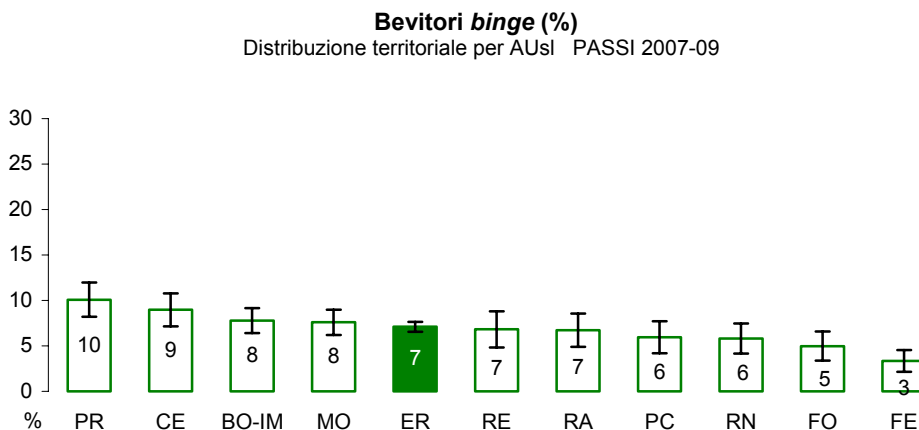 Bevitori binge (%)
Distribuzione territoriale per AUsl PASSI 2007-09
30
25
20
15
10
5
0
10 9 8 8 7 7 7 6 6 5 3
% PR CE BO-IM MO ER RE RA PC RN FO FE